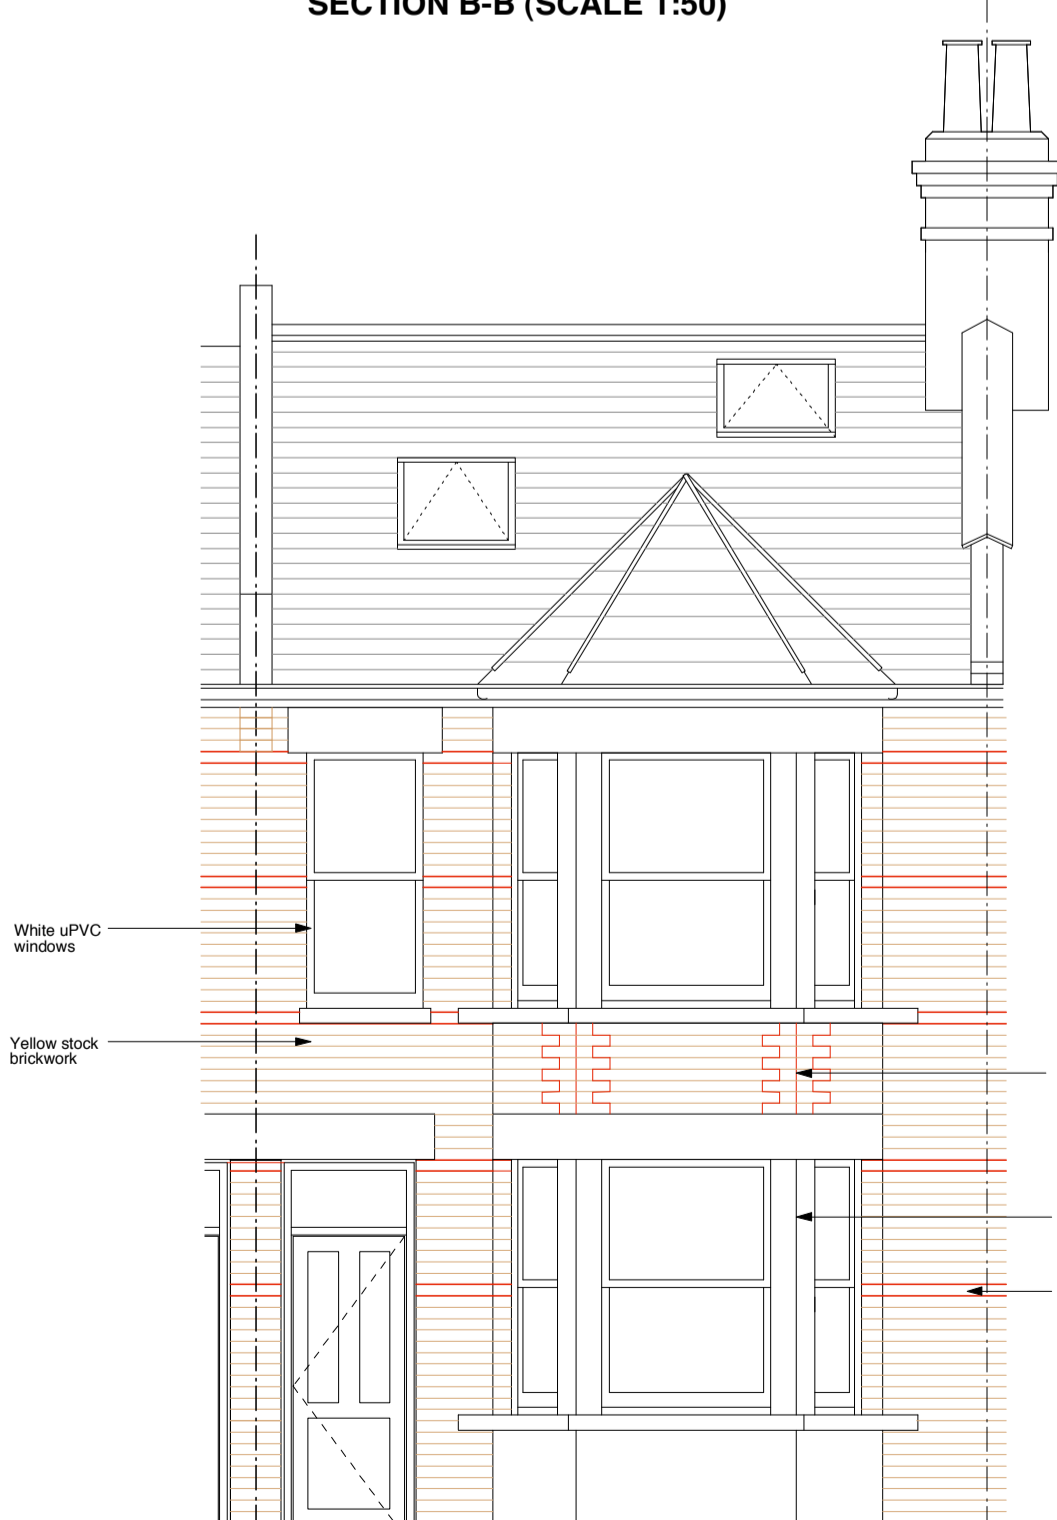 SECTION B-B (SCALE 1:50)
White uPVC
windows
Yellow stock
brickwork